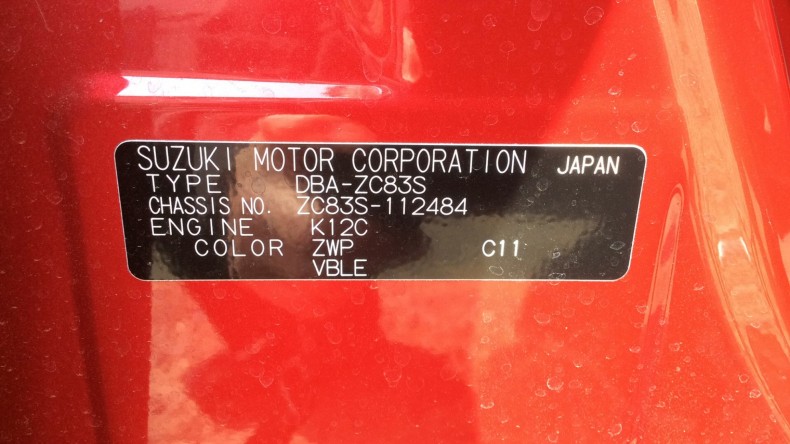 SUZUKI MOTOR CORPORATION JAPAN
TYPE DBA-ZC83S
CHASSIS NO. ZC83S-112484
ENGINE K12C
COLOR ZWP C11
VBLE